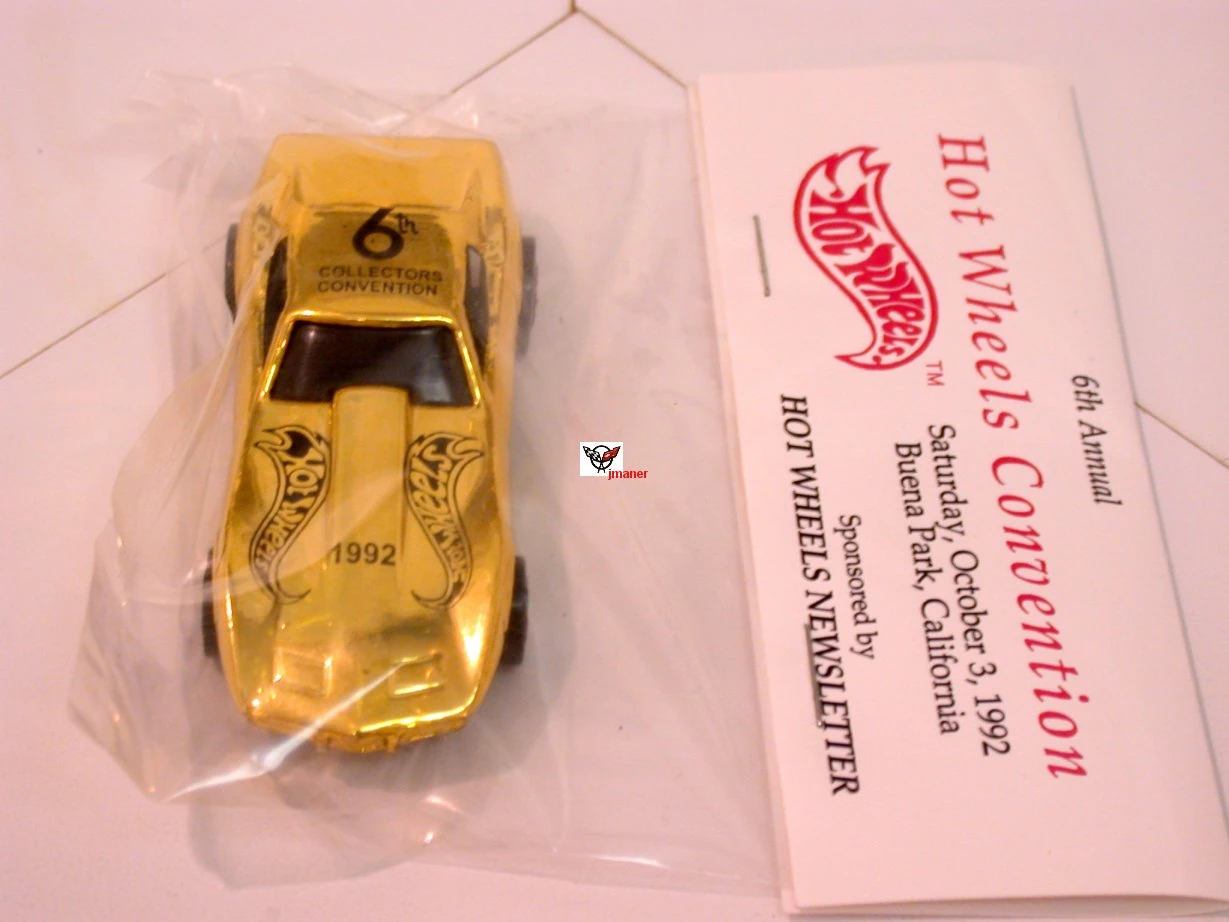 6th
COLLECTORS
CONVENTION
HOT WHEELS
HOT WHEELS
1992
jmaner
6th Annual
Hot Wheels Convention
Saturday, October 3, 1992
Buena Park, California
HOT WHEELS
TM
Sponsored by
HOT WHEELS NEWSLETTER